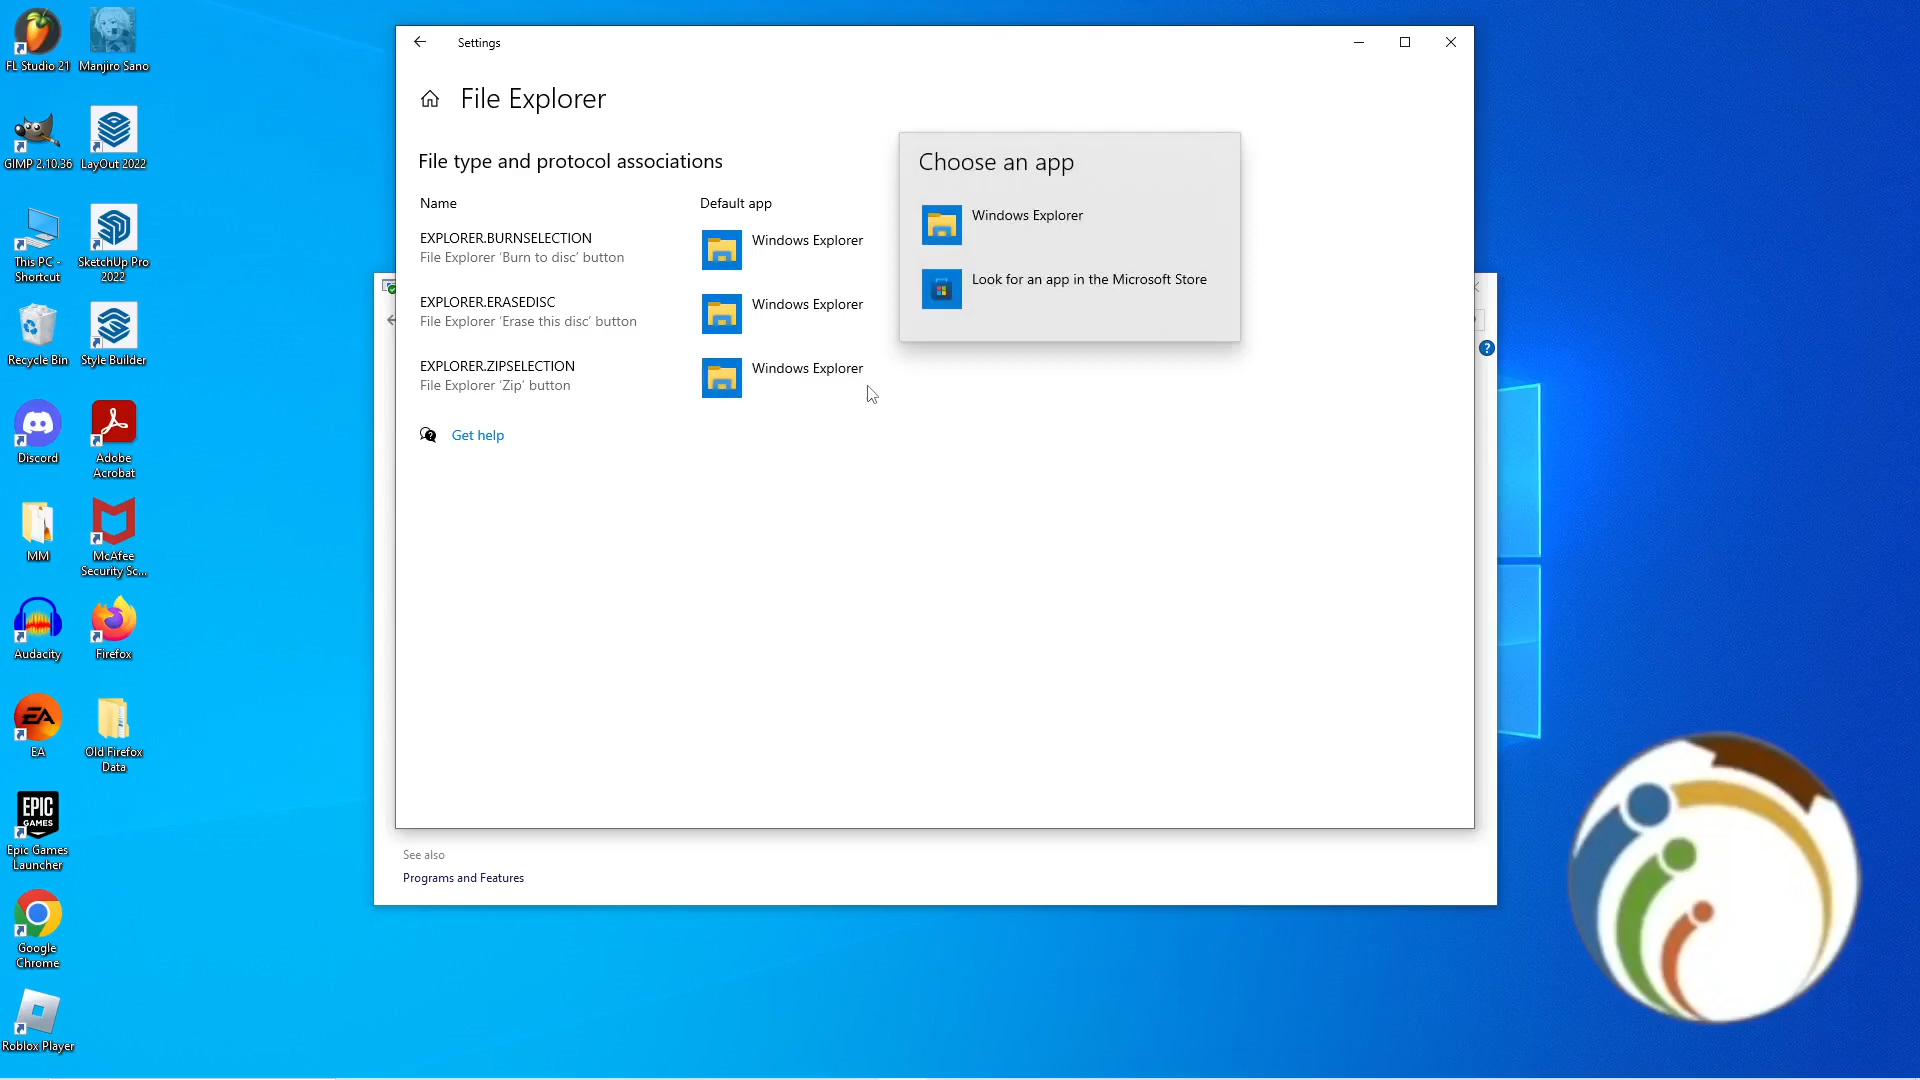 FL Studio 21
Manjiro Sano
GIMP 2.10.36
LayOut 2022
This PC -
Shortcut
SketchUp Pro
2022
Recycle Bin
Style Builder
Discord
Adobe
Acrobat
MM
McAfee
Security Sc...
Audacity
Firefox
EA
EA
Old Firefox
Data
EPIC
GAMES
Epic Games
Launcher
Google
Chrome
Roblox Player
Settings
File Explorer
File type and protocol associations
Name
Default app
EXPLORER.BURNSELECTION
File Explorer ‘Burn to disc’ button
Windows Explorer
EXPLORER.ERASEDISC
File Explorer ‘Erase this disc’ button
Windows Explorer
EXPLORER.ZIPSELECTION
File Explorer ‘Zip’ button
Windows Explorer
Get help
Choose an app
Windows Explorer
Look for an app in the Microsoft Store
See also
Programs and Features